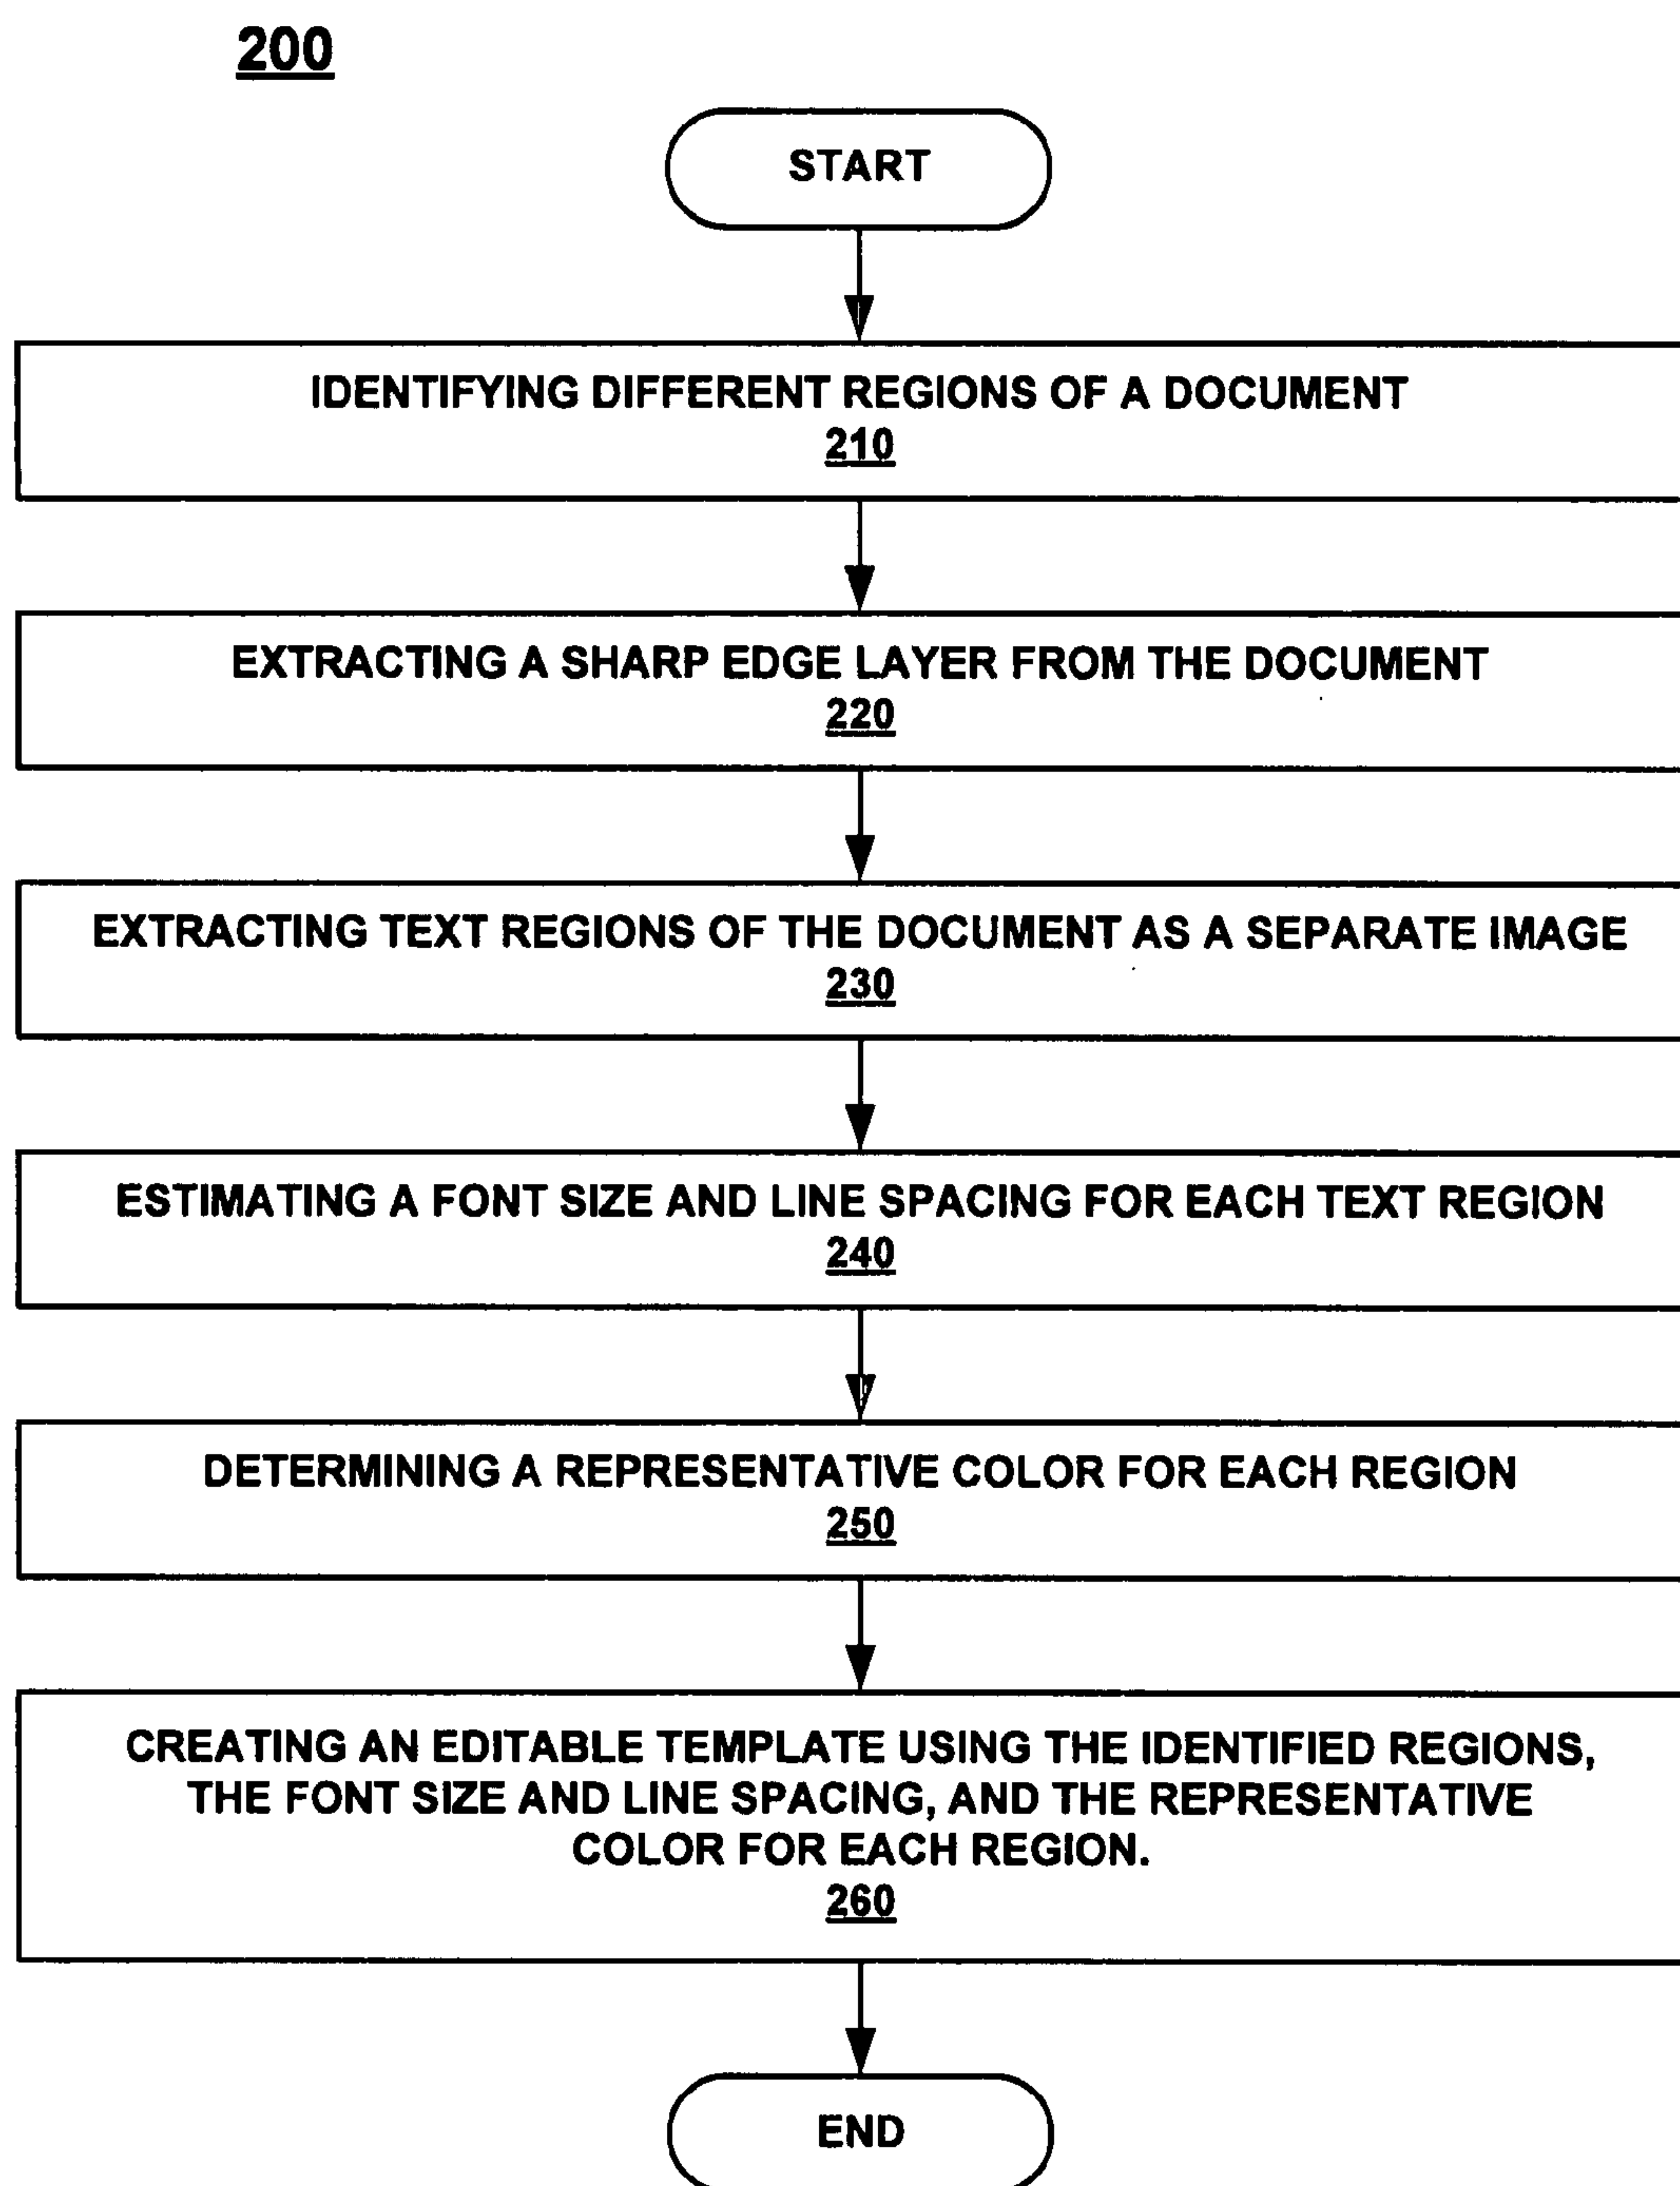 200
START
IDENTIFYING DIFFERENT REGIONS OF A DOCUMENT
210
EXTRACTING A SHARP EDGE LAYER FROM THE DOCUMENT
220
EXTRACTING TEXT REGIONS OF THE DOCUMENT AS A SEPARATE IMAGE
230
ESTIMATING A FONT SIZE AND LINE SPACING FOR EACH TEXT REGION
240
DETERMINING A REPRESENTATIVE COLOR FOR EACH REGION
250
CREATING AN EDITABLE TEMPLATE USING THE IDENTIFIED REGIONS,
THE FONT SIZE AND LINE SPACING, AND THE REPRESENTATIVE
COLOR FOR EACH REGION.
260
END